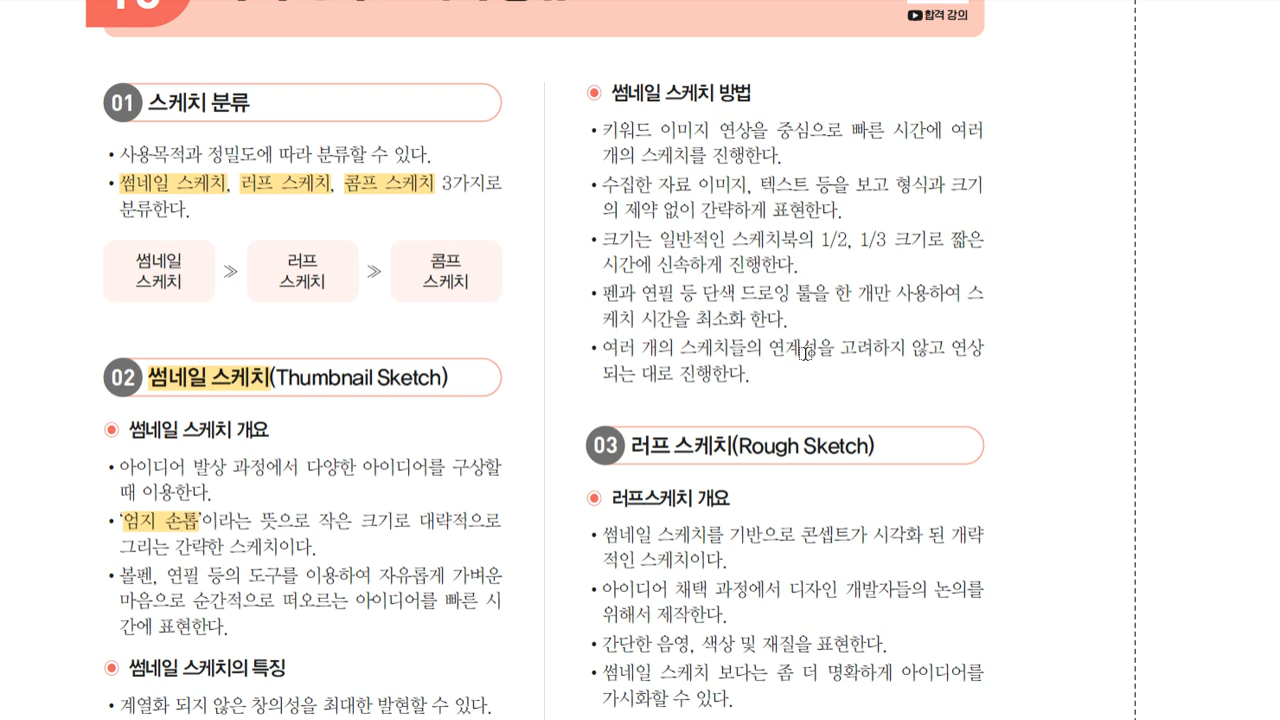 합격 강의
01 스케치 분류
• 사용목적과 정밀도에 따라 분류할 수 있다.
• 썸네일 스케치, 러프 스케치, 콤프 스케치 3가지로
분류한다.
썸네일
스케치
≫
러프
스케치
≫
콤프
스케치
02 썸네일 스케치(Thumbnail Sketch)
썸네일 스케치 개요
• 아이디어 발상 과정에서 다양한 아이디어를 구상할
때 이용한다.
• ‘엄지 손톱’이라는 뜻으로 작은 크기로 대략적으로
그리는 간략한 스케치이다.
• 볼펜, 연필 등의 도구를 이용하여 자유롭게 가벼운
마음으로 순간적으로 떠오르는 아이디어를 빠른 시
간에 표현한다.
썸네일 스케치의 특징
• 계열화 되지 않은 창의성을 최대한 발현할 수 있다.
썸네일 스케치 방법
• 키워드 이미지 연상을 중심으로 빠른 시간에 여러
개의 스케치를 진행한다.
• 수집한 자료 이미지, 텍스트 등을 보고 형식과 크기
의 제약 없이 간략하게 표현한다.
• 크기는 일반적인 스케치북의 1/2, 1/3 크기로 짧은
시간에 신속하게 진행한다.
• 펜과 연필 등 단색 드로잉 툴을 한 개만 사용하여 스
케치 시간을 최소화 한다.
• 여러 개의 스케치들의 연계성을 고려하지 않고 연상
되는 대로 진행한다.
03 러프 스케치(Rough Sketch)
러프스케치 개요
• 썸네일 스케치를 기반으로 콘셉트가 시각화 된 개략
적인 스케치이다.
• 아이디어 채택 과정에서 디자인 개발자들의 논의를
위해서 제작한다.
• 간단한 음영, 색상 및 재질을 표현한다.
• 썸네일 스케치 보다는 좀 더 명확하게 아이디어를
가시화할 수 있다.